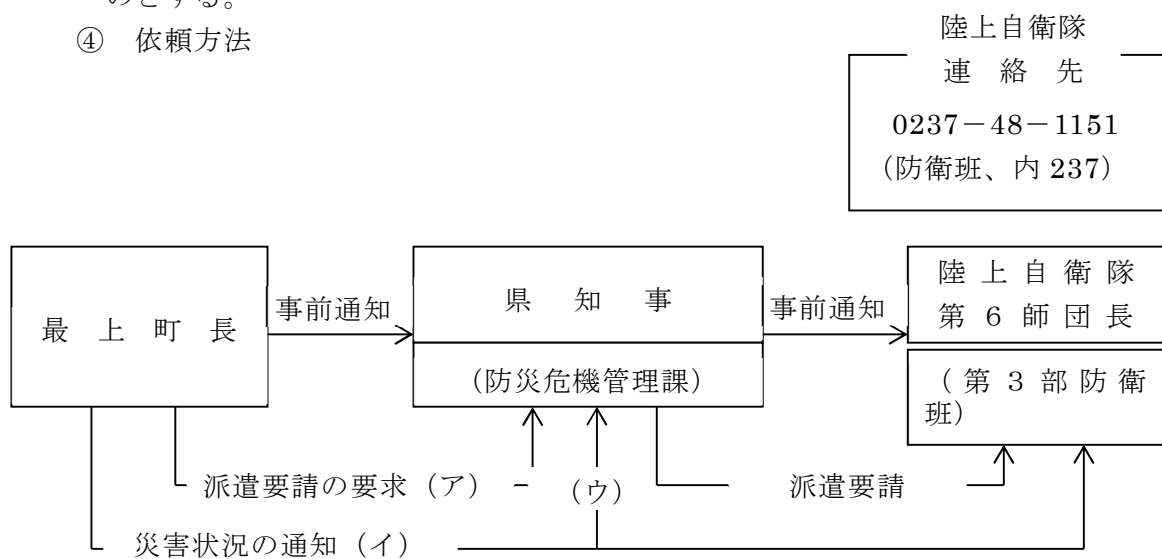 のとする。
④　依頼方法
陸上自衛隊
連　絡　先
0237－48－1151
（防衛班、内 237）
最　上　町　長
事前通知
県　知　事
（防災危機管理課）
事前通知
陸上自衛隊
第６師団長
（第３部防衛
班）
派遣要請の要求（ア）
（ウ）
派遣要請
災害状況の通知（イ）